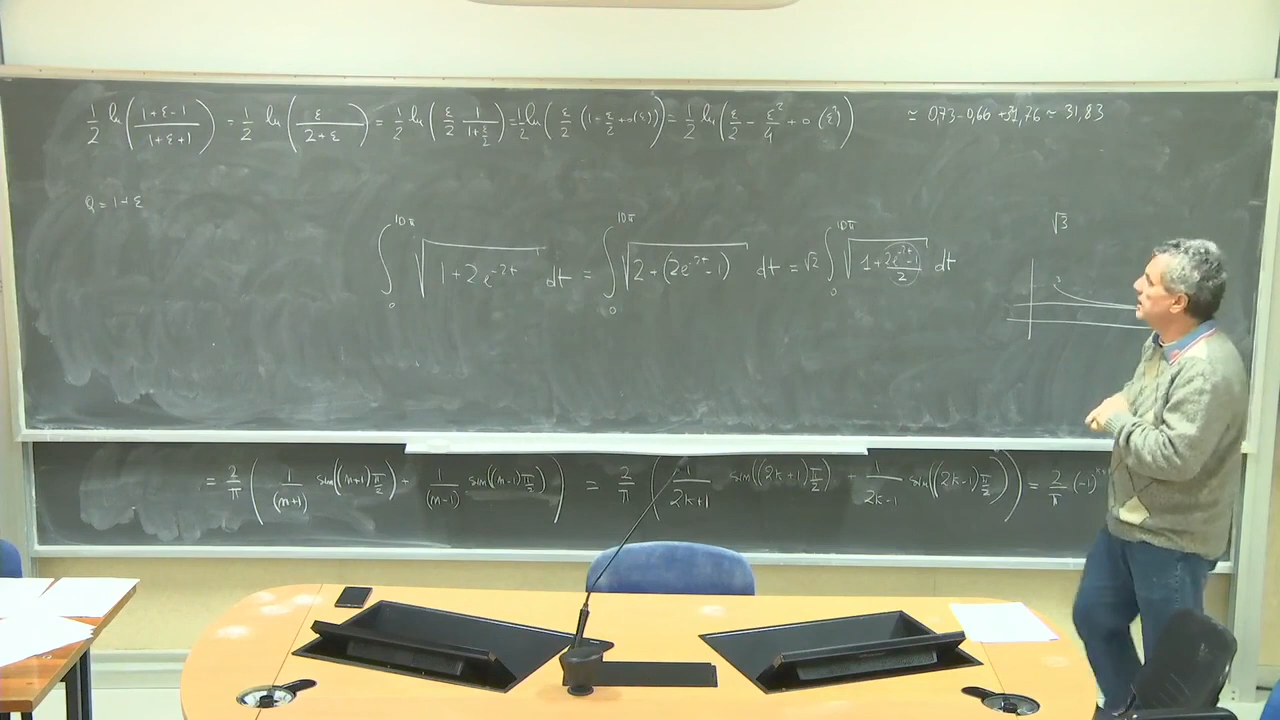 1/2 ln((1+ε-1)/(1+ε+1)) = 1/2 ln(ε/(2+ε)) = 1/2 ln(ε/2 · 1/(1+ε/2)) = 1/2 ln(ε/2 (1-ε/2+o(ε))) = 1/2 ln(ε/2 - ε²/4 + o(ε²))
≃ 0,73-0,66+31,76 ≃ 31,83
Q = 1+ε
√3
∫₀^{10π} √(1+2e^{-2t}) dt = ∫₀^{10π} √(2+(2e^{-2t}-1)) dt = √2 ∫₀^{10π} √(1+(2e^{-2t}-1)/2) dt
= 2/π (1/(n+1) sin((n+1)π/2) + 1/(n-1) sin((n-1)π/2)) = 2/π (1/(2k+1) sin((2k+1)π/2) + 1/(2k-1) sin((2k-1)π/2)) = 2/π (-1)